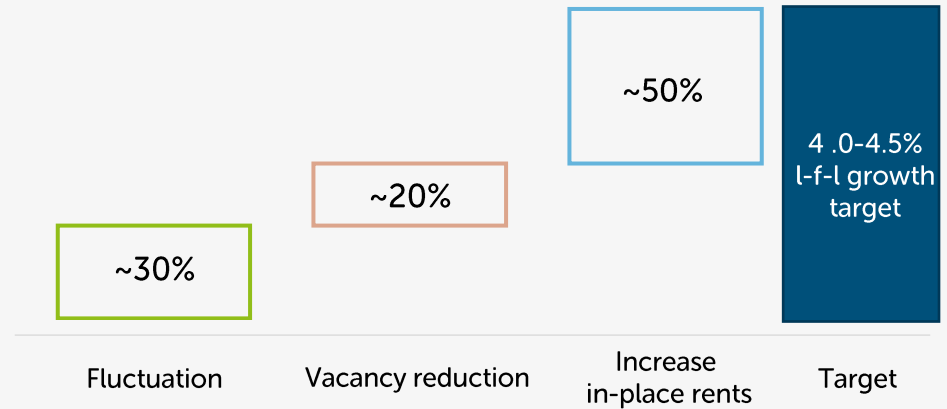 ~50%
4 .0-4.5%
l-f-l growth
target
~20%
~30%
Fluctuation
Vacancy reduction
Increase
in-place rents
Target